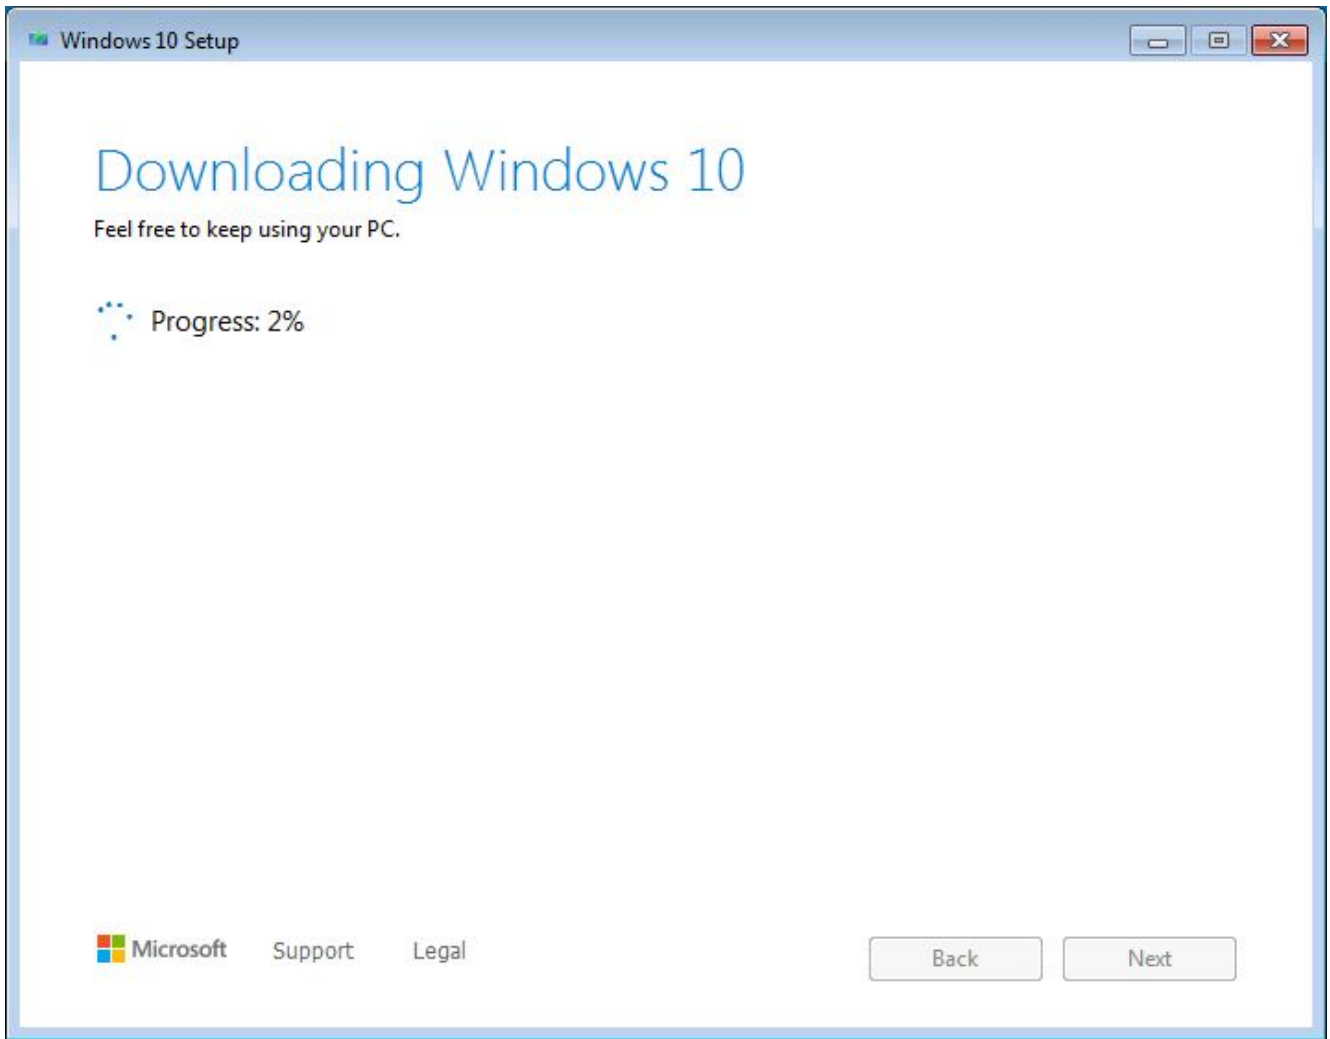 Windows 10 Setup
Downloading Windows 10
Feel free to keep using your PC.
Progress: 2%
Microsoft Support Legal
Back Next